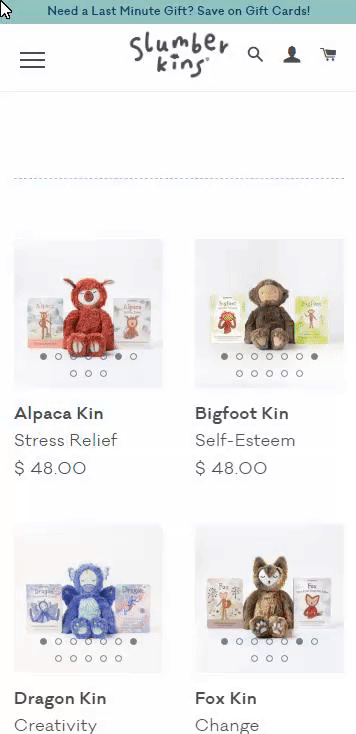 Need a Last Minute Gift? Save on Gift Cards!
slumber
kins
Alpaca Kin
Stress Relief
$ 48.00
Bigfoot Kin
Self-Esteem
$ 48.00
Dragon Kin
Creativity
Fox Kin
Change